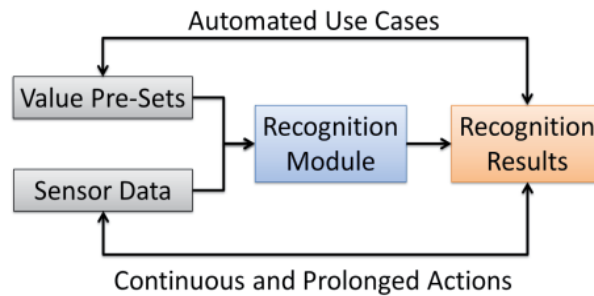 Automated Use Cases
Value Pre-Sets
Recognition
Module
Recognition
Results
Sensor Data
Continuous and Prolonged Actions